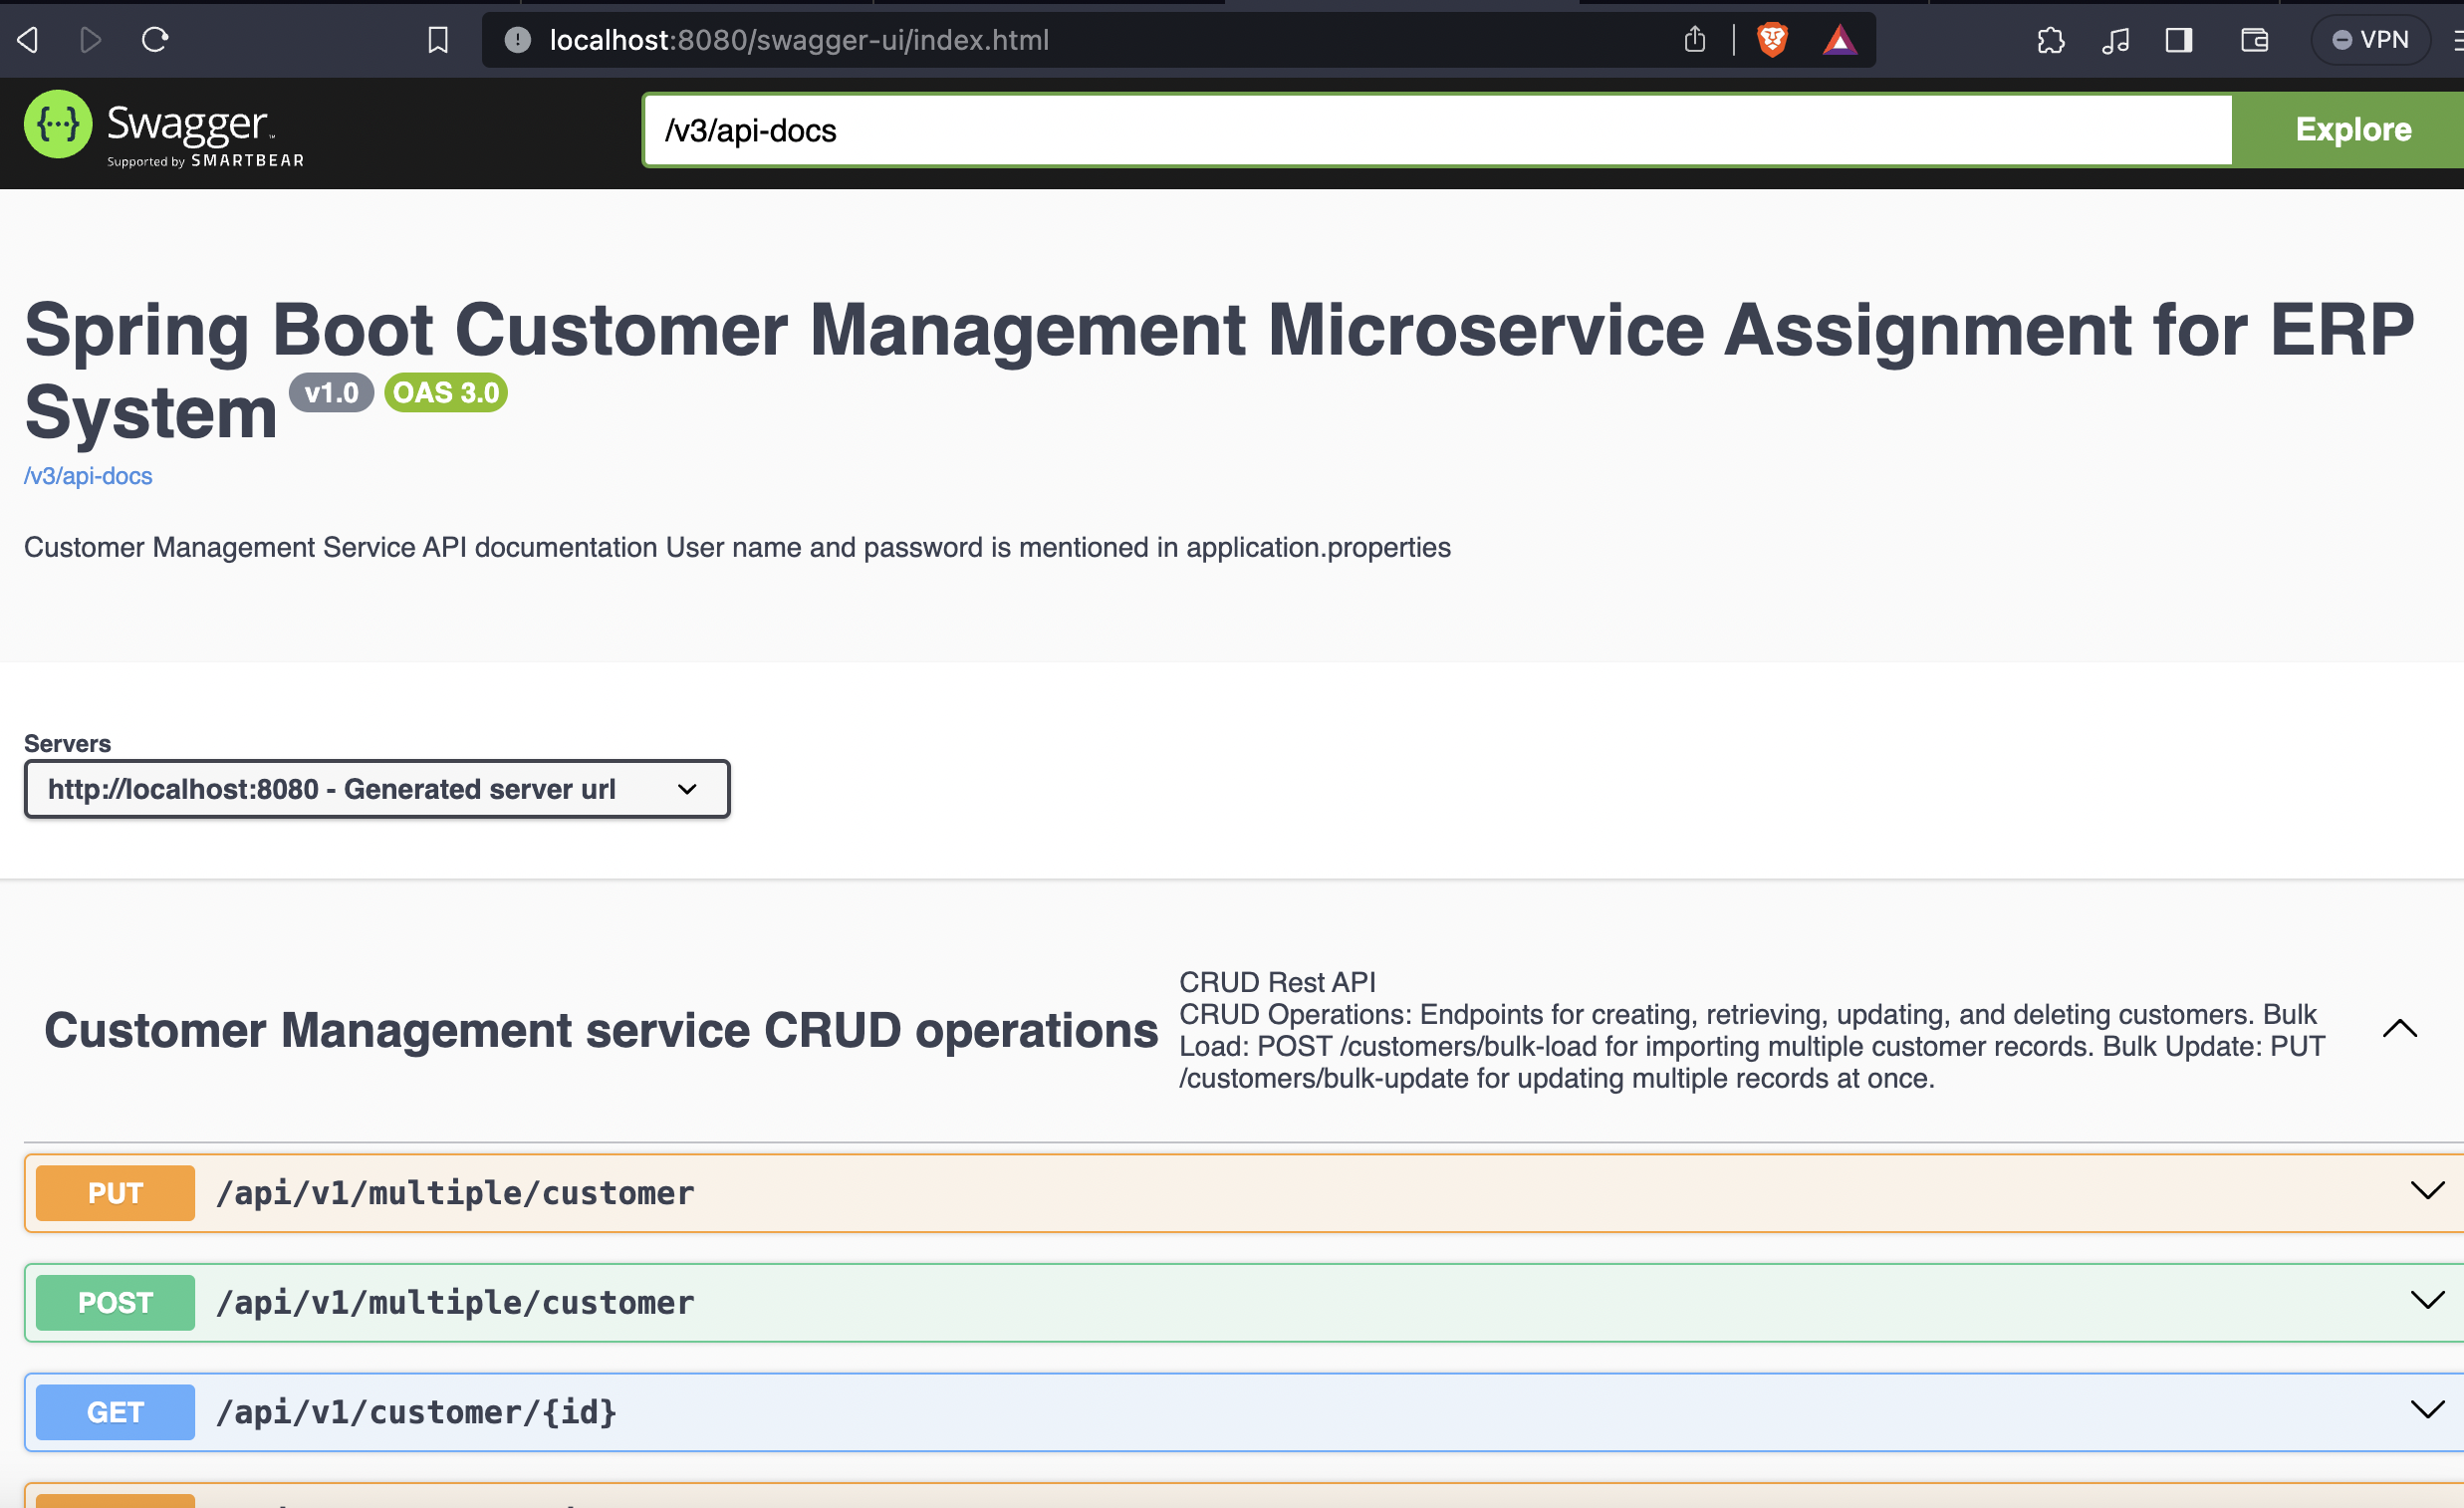 localhost:8080/swagger-ui/index.html
VPN
{...} Swagger™
Supported by SMARTBEAR
/v3/api-docs
Explore
Spring Boot Customer Management Microservice Assignment for ERP
System v1.0 OAS 3.0
/v3/api-docs
Customer Management Service API documentation User name and password is mentioned in application.properties
Servers
http://localhost:8080 - Generated server url
Customer Management service CRUD operations
CRUD Rest API
CRUD Operations: Endpoints for creating, retrieving, updating, and deleting customers. Bulk
Load: POST /customers/bulk-load for importing multiple customer records. Bulk Update: PUT
/customers/bulk-update for updating multiple records at once.
PUT /api/v1/multiple/customer
POST /api/v1/multiple/customer
GET /api/v1/customer/{id}